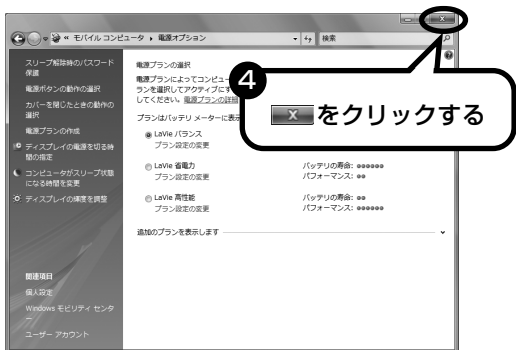 « モバイル コンピュータ ▸ 電源オプション
検索
スリープ解除時のパスワード
保護
電源ボタンの動作の選択
カバーを閉じたときの動作の
選択
電源プランの作成
ディスプレイの電源を切る時
間の指定
コンピュータがスリープ状態
になる時間を変更
ディスプレイの輝度を調整
関連項目
個人設定
Windows モビリティ センタ
ー
ユーザー アカウント
電源プランの選択
電源プランによってコンピュー
ランを選択してアクティブにす
してください。電源プランの詳細
プランはバッテリ メーターに表示
LaVie バランス
プラン設定の変更
LaVie 省電力
プラン設定の変更
バッテリの寿命:
パフォーマンス:
LaVie 高性能
プラン設定の変更
バッテリの寿命:
パフォーマンス:
追加のプランを表示します
4
X をクリックする